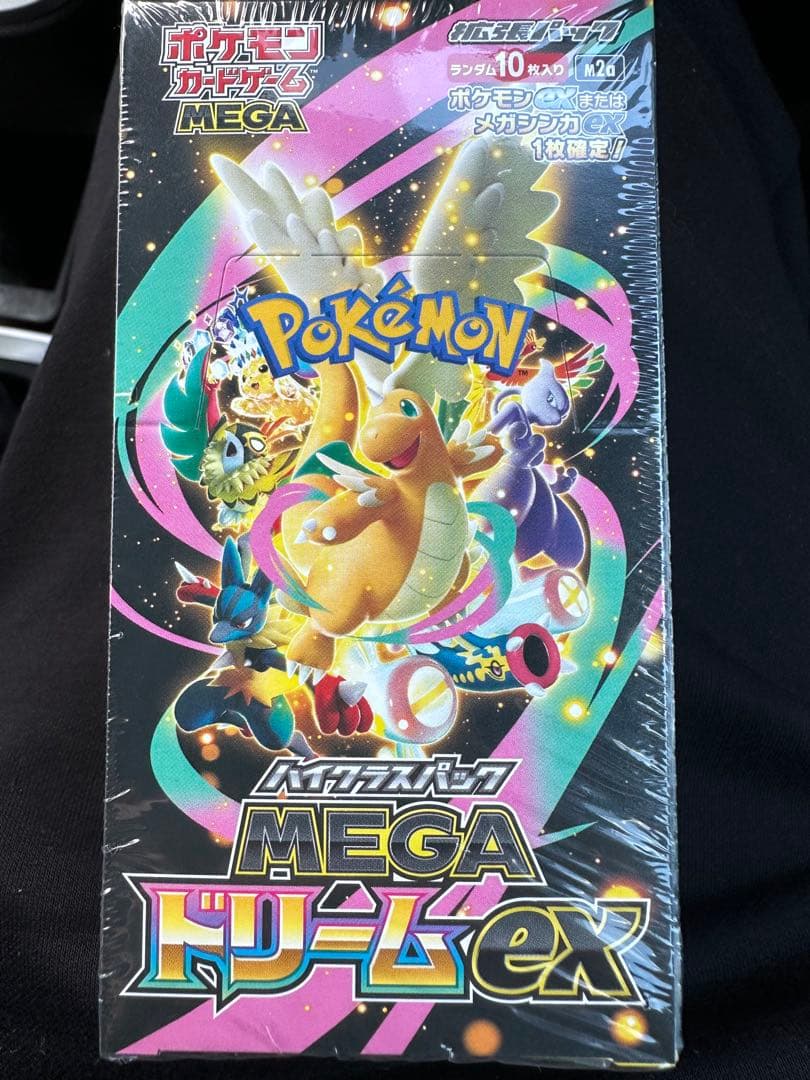 ポケモン
カードゲーム™
MEGA
拡張パック
ランダム10枚入り M2a
ポケモンexまたは
メガシンカex
1枚確定!
POKéMON™
ハイクラスパック
MEGA
ドリームex